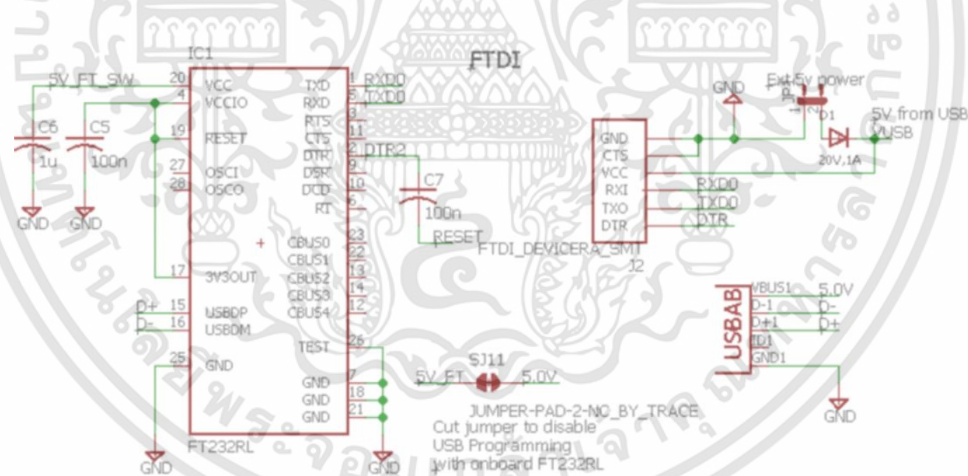 FTDI
IC1
5V_FT_SW
20 VCC
4 VCCIO
19 RESET
27 OSCI
28 OSCO
17 3V3OUT
D+ 15 USBDP
D- 16 USBDM
25 GND
TXD 1 RXD0
RXD 5 TXD0
RTS 3
CTS 11
DTR 2 DTR2
DSR 9
DCD 10
RI 6
CBUS0 23
CBUS1 22
CBUS2 13
CBUS3 14
CBUS4 12
TEST 26
GND 7
GND 18
GND 21
FT232RL
C6
1u
C5
100n
GND
GND
GND
GND
C7
100n
RESET
GND
Ext 5v power
1
2
D1
20V,1A
5V from USB
VUSB
GND
CTS
VCC
RXI RXD0
TXO TXD0
DTR DTR
FTDI_DEVICERA_SMT
J2
USBAB
VBUS1 5.0V
D-1 D-
D+1 D+
GND1
GND
SJ11
5V_FT 5.0V
JUMPER-PAD-2-NC_BY_TRACE
Cut jumper to disable
USB Programming
with onboard FT232RL